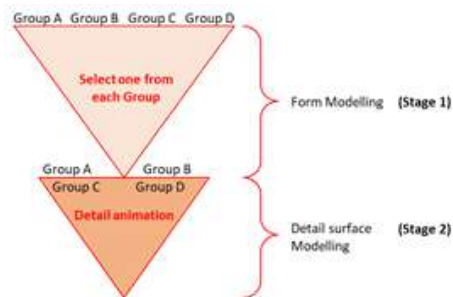 Group A Group B Group C Group D
Select one from
each Group
Form Modelling (Stage 1)
Group A Group B
Group C Group D
Detail animation
Detail surface (Stage 2)
Modelling